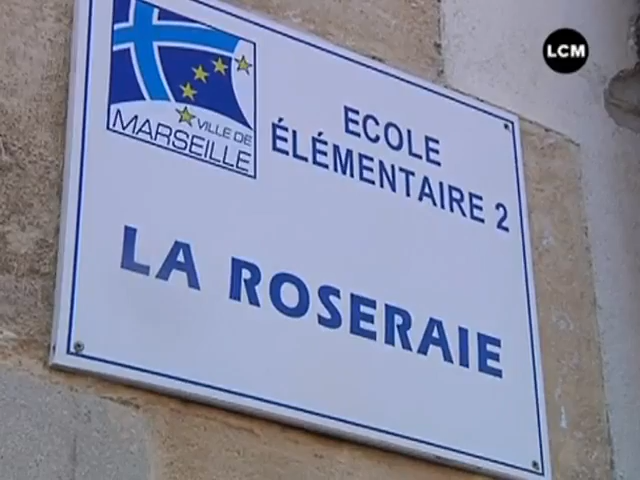 LCM
VILLE DE
MARSEILLE
ECOLE
ÉLÉMENTAIRE 2
LA ROSERAIE